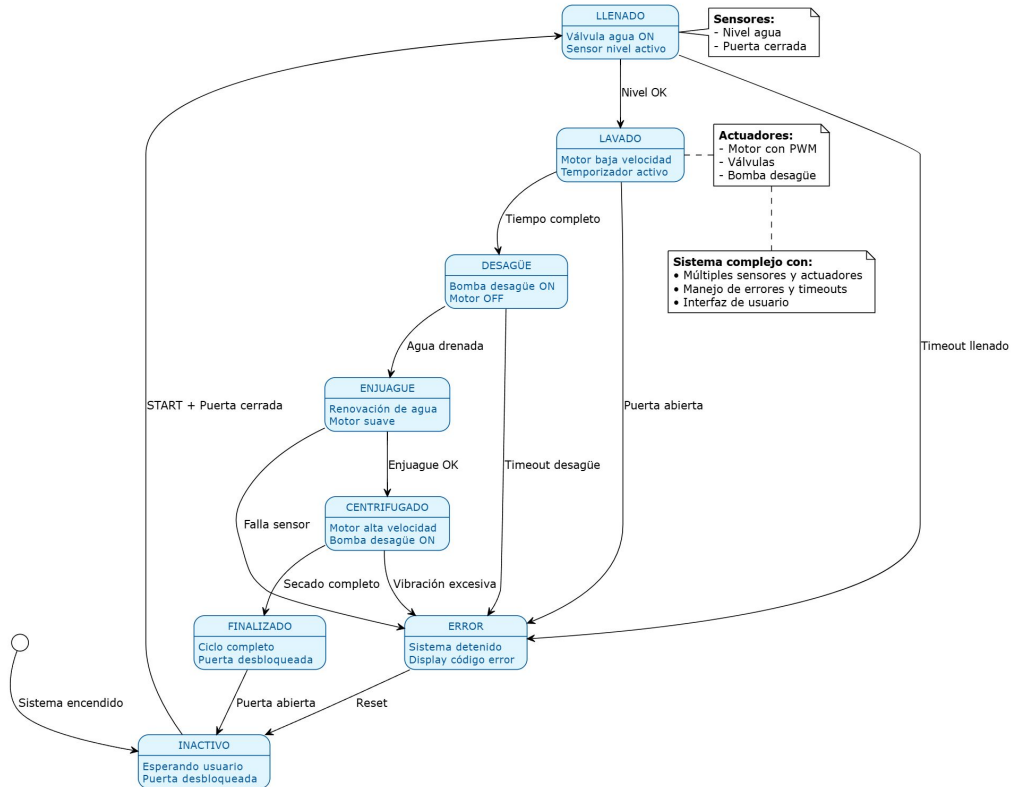 LLENADO
Válvula agua ON
Sensor nivel activo
Sensores:
- Nivel agua
- Puerta cerrada
Nivel OK
LAVADO
Motor baja velocidad
Temporizador activo
Actuadores:
- Motor con PWM
- Válvulas
- Bomba desagüe
Tiempo completo
DESAGÜE
Bomba desagüe ON
Motor OFF
Sistema complejo con:
• Múltiples sensores y actuadores
• Manejo de errores y timeouts
• Interfaz de usuario
Agua drenada
Timeout llenado
ENJUAGUE
Renovación de agua
Motor suave
START + Puerta cerrada
Puerta abierta
Enjuague OK
Timeout desagüe
CENTRIFUGADO
Motor alta velocidad
Bomba desagüe ON
Falla sensor
Secado completo
Vibración excesiva
FINALIZADO
Ciclo completo
Puerta desbloqueada
ERROR
Sistema detenido
Display código error
Sistema encendido
Puerta abierta
Reset
INACTIVO
Esperando usuario
Puerta desbloqueada